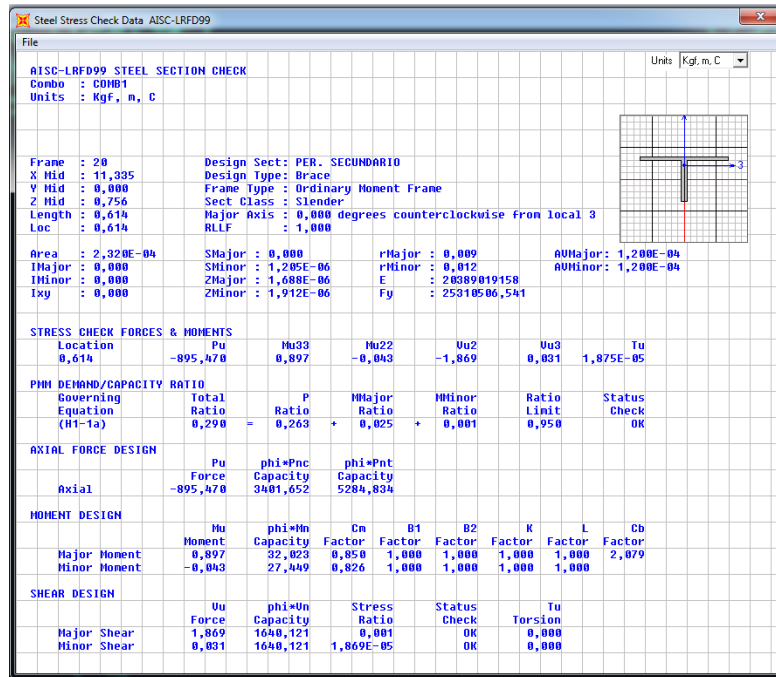 Steel Stress Check Data AISC-LRFD99
File
Units Kgf, m, C
AISC-LRFD99 STEEL SECTION CHECK
Combo : COMB1
Units : Kgf, m, C
Frame : 20 Design Sect: PER. SECUNDARIO
X Mid : 11,335 Design Type: Brace
Y Mid : 0,000 Frame Type : Ordinary Moment Frame
Z Mid : 0,756 Sect Class : Slender
Length : 0,614 Major Axis : 0,000 degrees counterclockwise from local 3
Loc : 0,614 RLLF : 1,000
3
Area : 2,320E-04 SMajor : 0,000 rMajor : 0,009 AVMajor: 1,200E-04
IMajor : 0,000 SMinor : 1,205E-06 rMinor : 0,012 AVMinor: 1,200E-04
IMinor : 0,000 ZMajor : 1,688E-06 E : 20389019158
Ixy : 0,000 ZMinor : 1,912E-06 Fy : 25310506,541
STRESS CHECK FORCES & MOMENTS
Location Pu Mu33 Mu22 Vu2 Vu3 Tu
0,614 -895,470 0,897 -0,043 -1,869 0,031 1,875E-05
PMM DEMAND/CAPACITY RATIO
Governing Total P MMajor MMinor Ratio Status
Equation Ratio Ratio Ratio Ratio Limit Check
(H1-1a) 0,290 = 0,263 + 0,025 + 0,001 0,950 OK
AXIAL FORCE DESIGN
Pu phi*Pnc phi*Pnt
Force Capacity Capacity
Axial -895,470 3401,652 5284,834
MOMENT DESIGN
Mu phi*Mn Cm B1 B2 K L Cb
Moment Capacity Factor Factor Factor Factor Factor Factor
Major Moment 0,897 32,023 0,850 1,000 1,000 1,000 1,000 2,079
Minor Moment -0,043 27,449 0,826 1,000 1,000 1,000 1,000
SHEAR DESIGN
Vu phi*Vn Stress Status Tu
Force Capacity Ratio Check Torsion
Major Shear 1,869 1640,121 0,001 OK 0,000
Minor Shear 0,031 1640,121 1,869E-05 OK 0,000